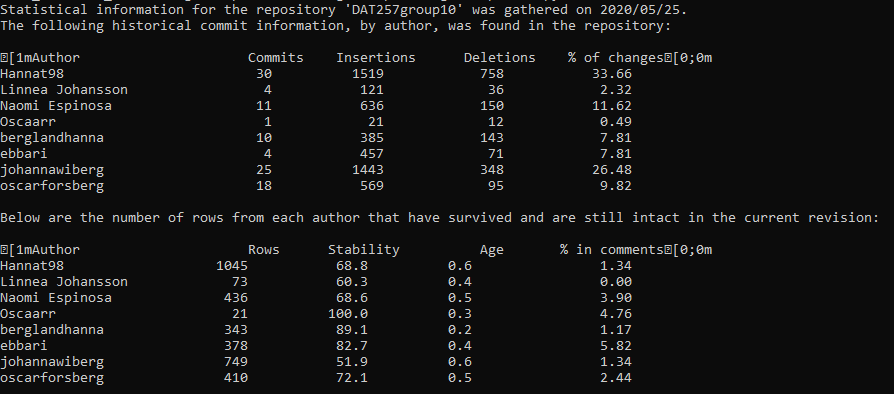 Statistical information for the repository 'DAT257group10' was gathered on 2020/05/25.
The following historical commit information, by author, was found in the repository:
[1mAuthor Commits Insertions Deletions % of changes[0;0m
Hannat98 30 1519 758 33.66
Linnea Johansson 4 121 36 2.32
Naomi Espinosa 11 636 150 11.62
Oscaarr 1 21 12 0.49
berglandhanna 10 385 143 7.81
ebbari 4 457 71 7.81
johannawiberg 25 1443 348 26.48
oscarforsberg 18 569 95 9.82
Below are the number of rows from each author that have survived and are still intact in the current revision:
[1mAuthor Rows Stability Age % in comments[0;0m
Hannat98 1045 68.8 0.6 1.34
Linnea Johansson 73 60.3 0.4 0.00
Naomi Espinosa 436 68.6 0.5 3.90
Oscaarr 21 100.0 0.3 4.76
berglandhanna 343 89.1 0.2 1.17
ebbari 378 82.7 0.4 5.82
johannawiberg 749 51.9 0.6 1.34
oscarforsberg 410 72.1 0.5 2.44